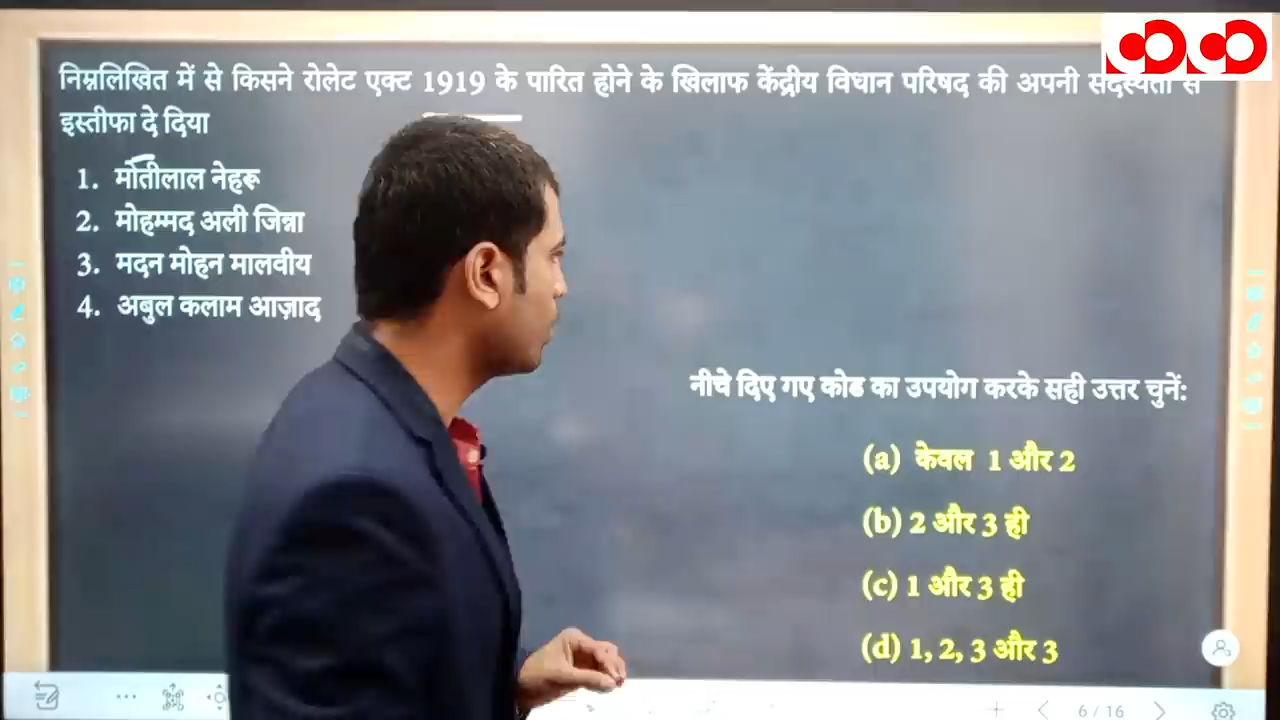 निम्नलिखित में से किसने रोलेट एक्ट 1919 के पारित होने के खिलाफ केंद्रीय विधान परिषद की अपनी सदस्यता से
इस्तीफा दे दिया
1. मोतीलाल नेहरू
2. मोहम्मद अली जिन्ना
3. मदन मोहन मालवीय
4. अबुल कलाम आज़ाद
नीचे दिए गए कोड का उपयोग करके सही उत्तर चुनें:
(a) केवल 1 और 2
(b) 2 और 3 ही
(c) 1 और 3 ही
(d) 1, 2, 3 और 3
6 / 16